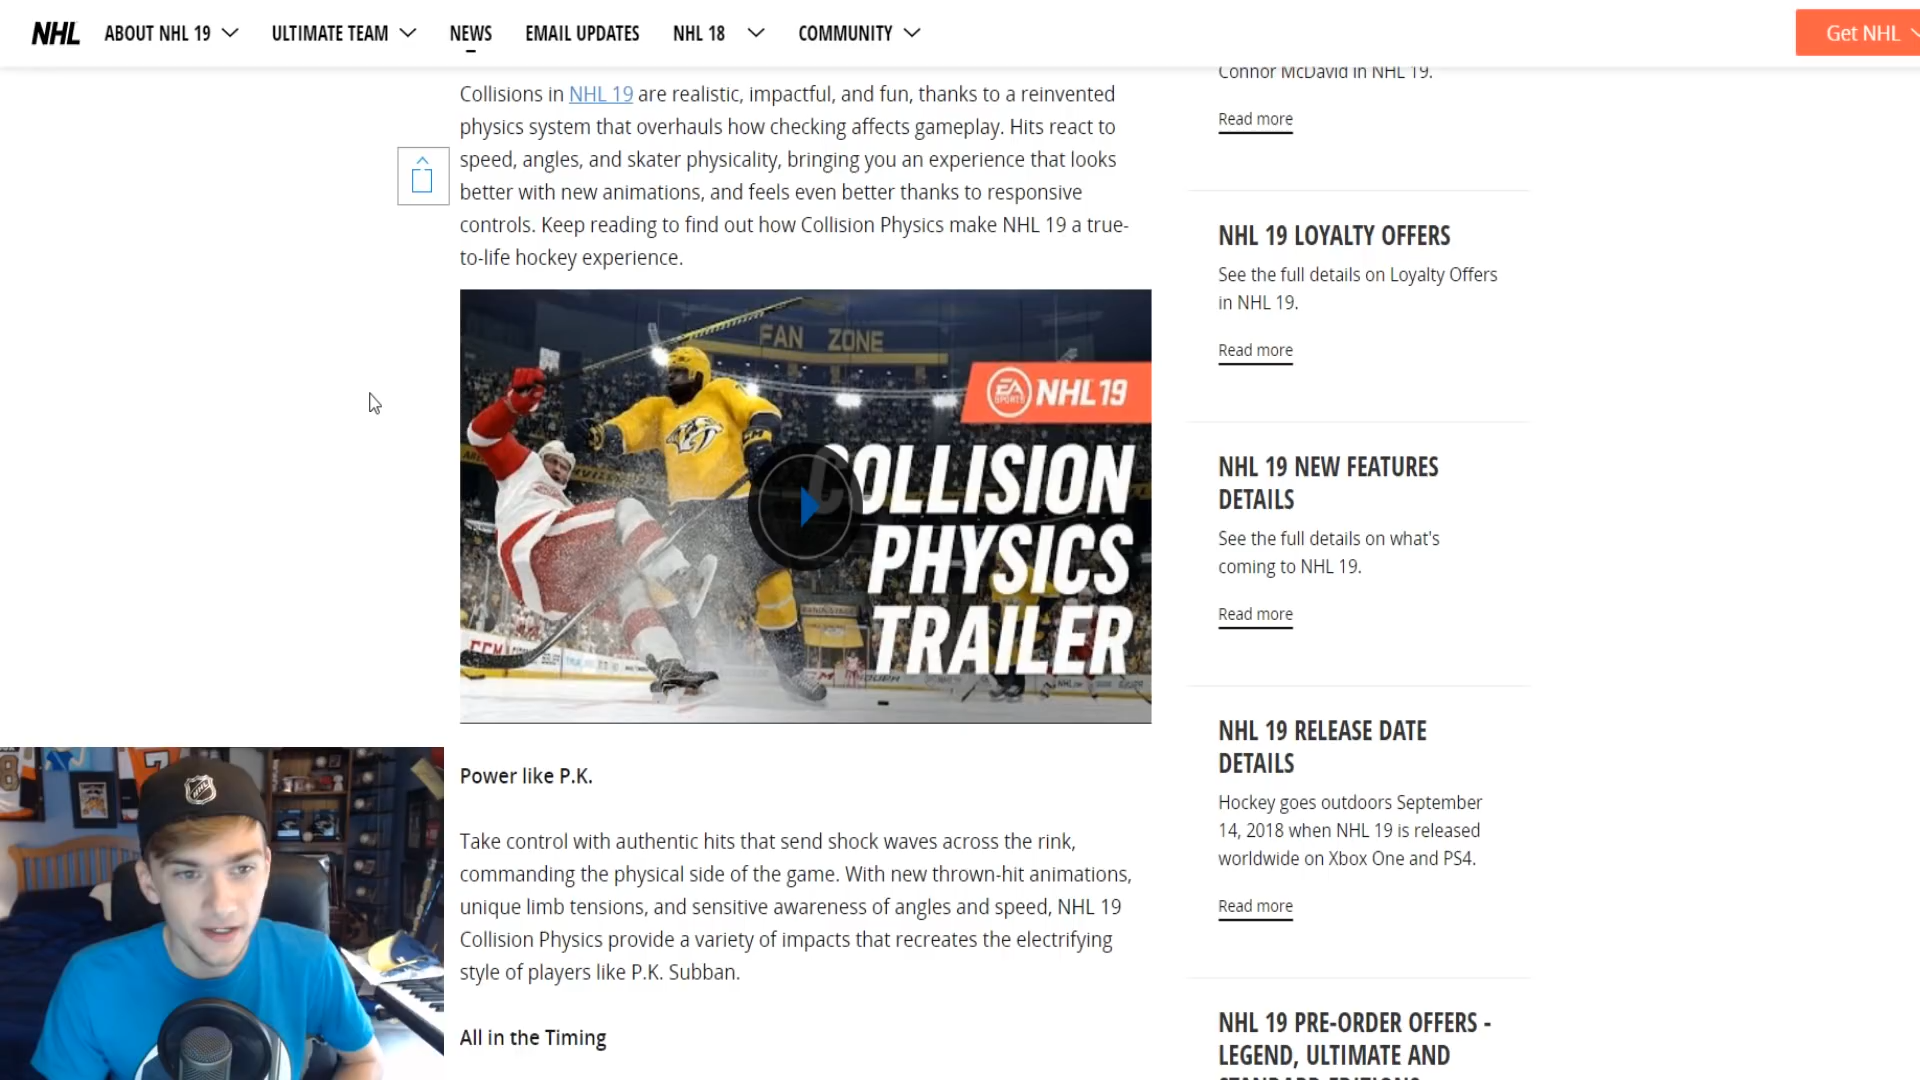 NHL ABOUT NHL 19 ULTIMATE TEAM NEWS EMAIL UPDATES NHL 18 COMMUNITY Get NHL
Collisions in NHL 19 are realistic, impactful, and fun, thanks to a reinvented
physics system that overhauls how checking affects gameplay. Hits react to
speed, angles, and skater physicality, bringing you an experience that looks
better with new animations, and feels even better thanks to responsive
controls. Keep reading to find out how Collision Physics make NHL 19 a true-
to-life hockey experience.
FAN ZONE
EA SPORTS NHL 19
COLLISION
PHYSICS
TRAILER
Power like P.K.
Take control with authentic hits that send shock waves across the rink,
commanding the physical side of the game. With new thrown-hit animations,
unique limb tensions, and sensitive awareness of angles and speed, NHL 19
Collision Physics provide a variety of impacts that recreates the electrifying
style of players like P.K. Subban.
All in the Timing
Connor McDavid in NHL 19.
Read more
NHL 19 LOYALTY OFFERS
See the full details on Loyalty Offers
in NHL 19.
Read more
NHL 19 NEW FEATURES
DETAILS
See the full details on what's
coming to NHL 19.
Read more
NHL 19 RELEASE DATE
DETAILS
Hockey goes outdoors September
14, 2018 when NHL 19 is released
worldwide on Xbox One and PS4.
Read more
NHL 19 PRE-ORDER OFFERS -
LEGEND, ULTIMATE AND
STANDARD EDITIONS
NHL